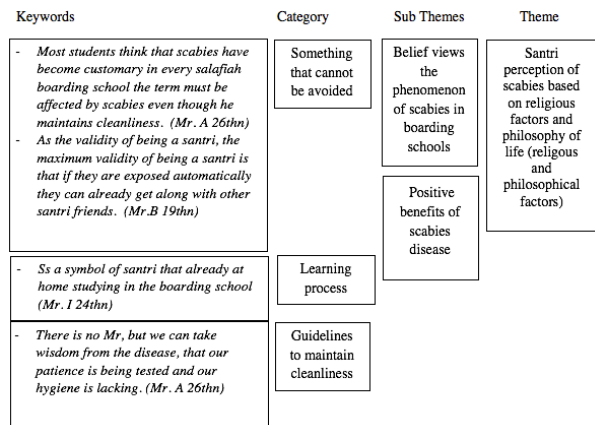 Keywords
Category
Sub Themes
Theme
- Most students think that scabies have
become customary in every salafiah
boarding school the term must be
affected by scabies even though he
maintains cleanliness. (Mr. A 26thn)
- As the validity of being a santri, the
maximum validity of being a santri is
that if they are exposed automatically
they can already get along with other
santri friends. (Mr.B 19thn)
Something
that cannot
be avoided
Belief views
the
phenomenon
of scabies in
boarding
schools
Positive
benefits of
scabies
disease
Santri
perception of
scabies based
on religious
factors and
philosophy of
life (religous
and
philosophical
factors)
- Ss a symbol of santri that already at
home studying in the boarding school
(Mr. I 24thn)
Learning
process
- There is no Mr, but we can take
wisdom from the disease, that our
patience is being tested and our
hygiene is lacking. (Mr. A 26thn)
Guidelines
to maintain
cleanliness